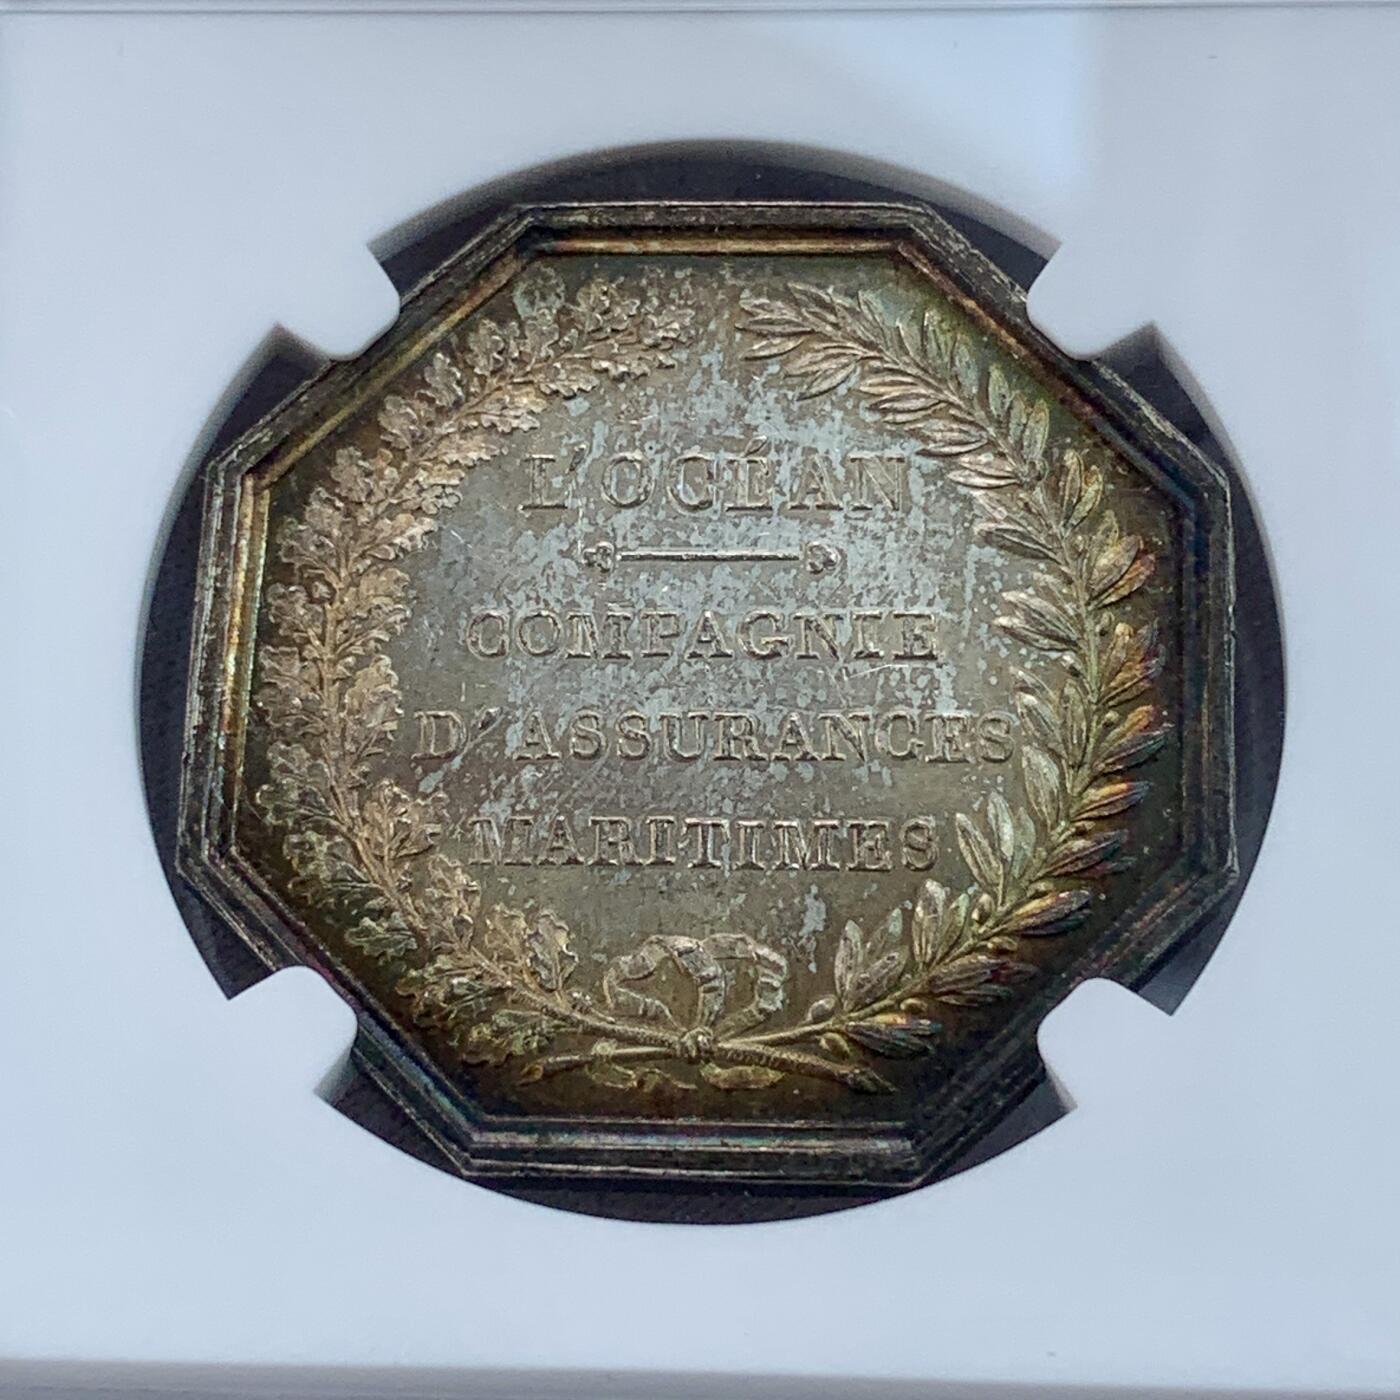 L'OCÉAN
COMPAGNIE
D'ASSURANCES
MARITIMES